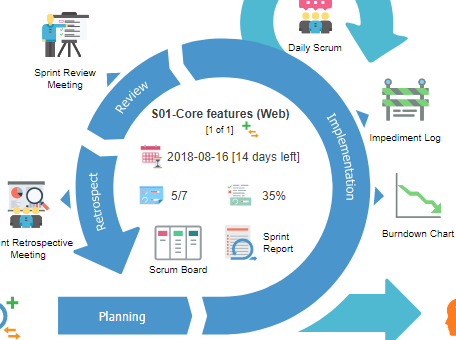 Daily Scrum
Sprint Review
Meeting
Review
S01-Core features (Web)
[1 of 1]
Implementation
Impediment Log
2018-08-16 [14 days left]
Retrospect
5/7
35%
Sprint
Report
Scrum Board
Burndown Chart
nt Retrospective
Meeting
Planning